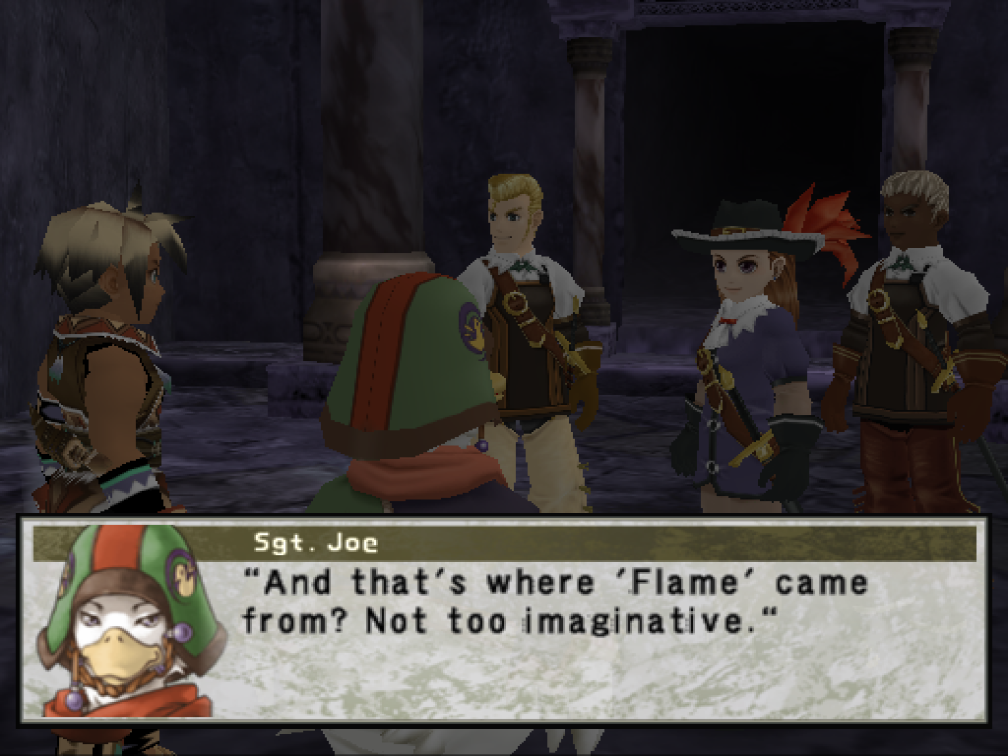 Sgt. Joe
“And that's where 'Flame' came
from? Not too imaginative.“